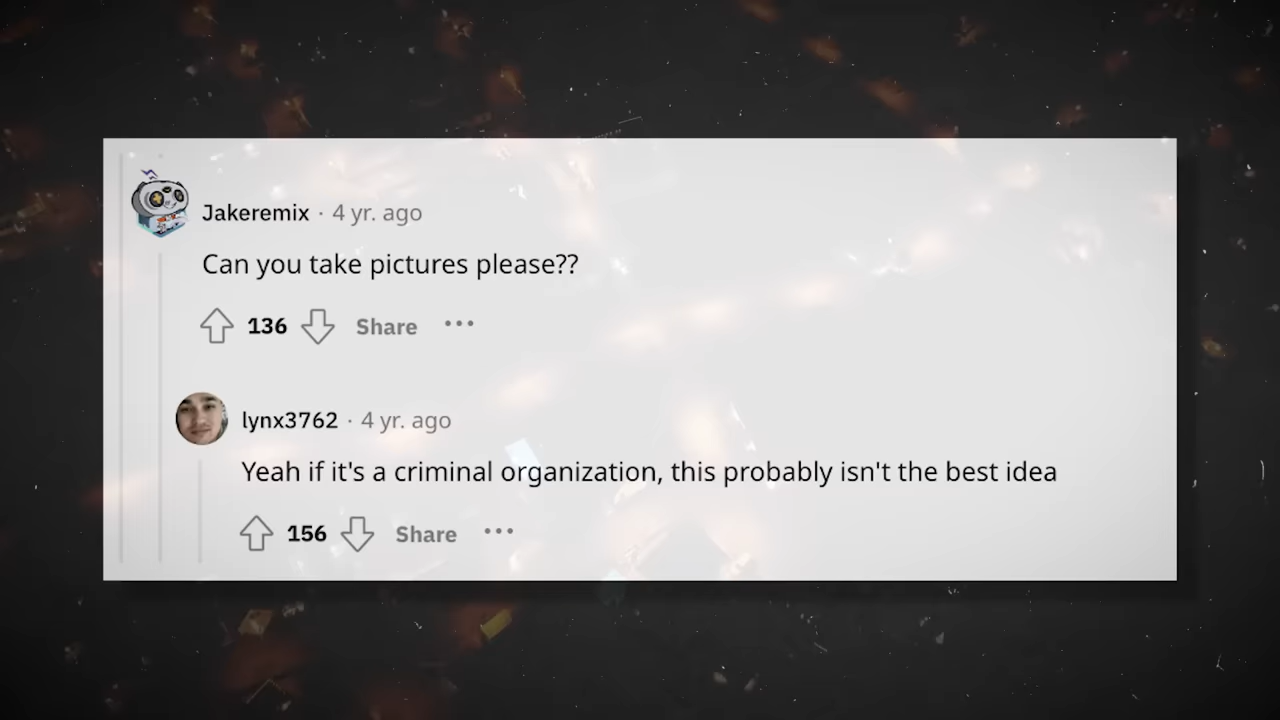 Jakeremix · 4 yr. ago
Can you take pictures please??
136 Share ···
lynx3762 · 4 yr. ago
Yeah if it's a criminal organization, this probably isn't the best idea
156 Share ···